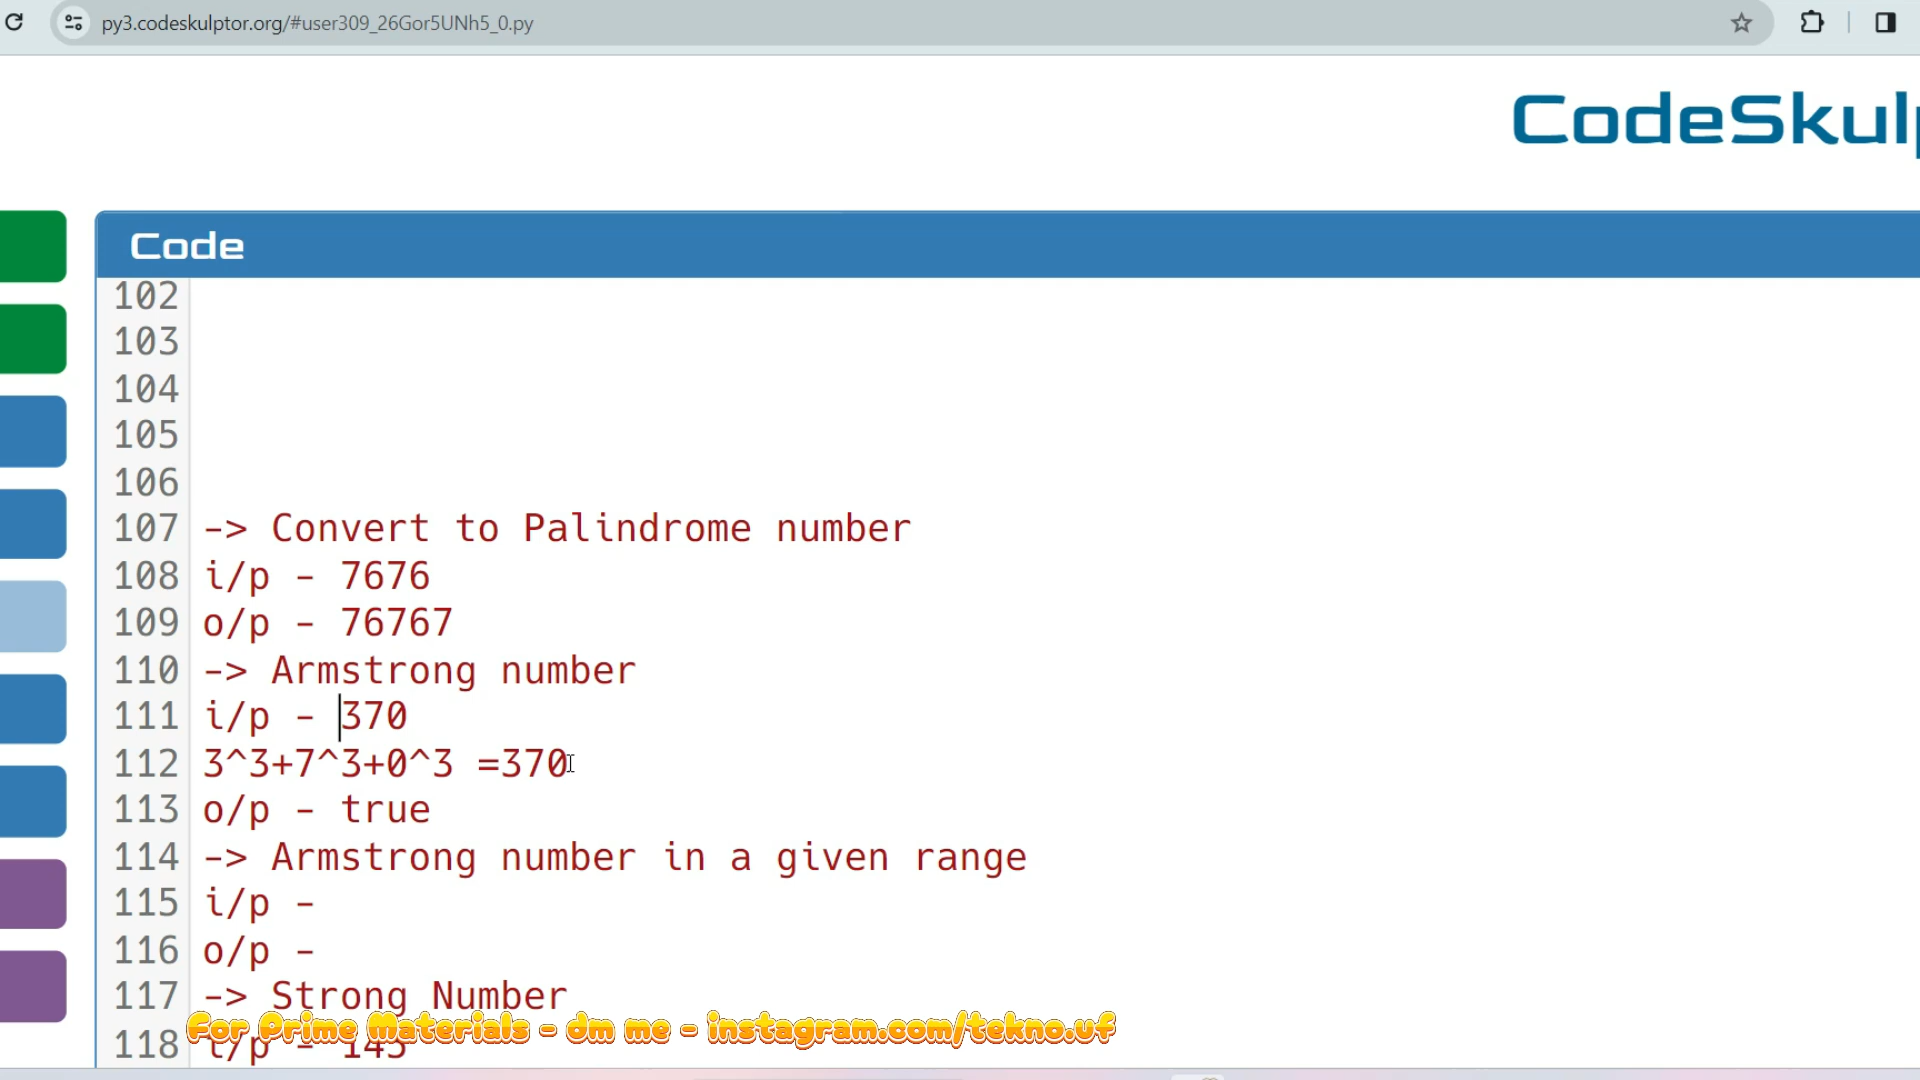 py3.codeskulptor.org/#user309_26Gor5UNh5_0.py
CodeSkulp
Code
102
103
104
105
106
107 -> Convert to Palindrome number
108 i/p - 7676
109 o/p - 76767
110 -> Armstrong number
111 i/p - 370
112 3^3+7^3+0^3 =370
113 o/p - true
114 -> Armstrong number in a given range
115 i/p -
116 o/p -
117 -> Strong Number
For Prime Materials - dm me - instagram.com/tekno.uf
118 i/p - 145